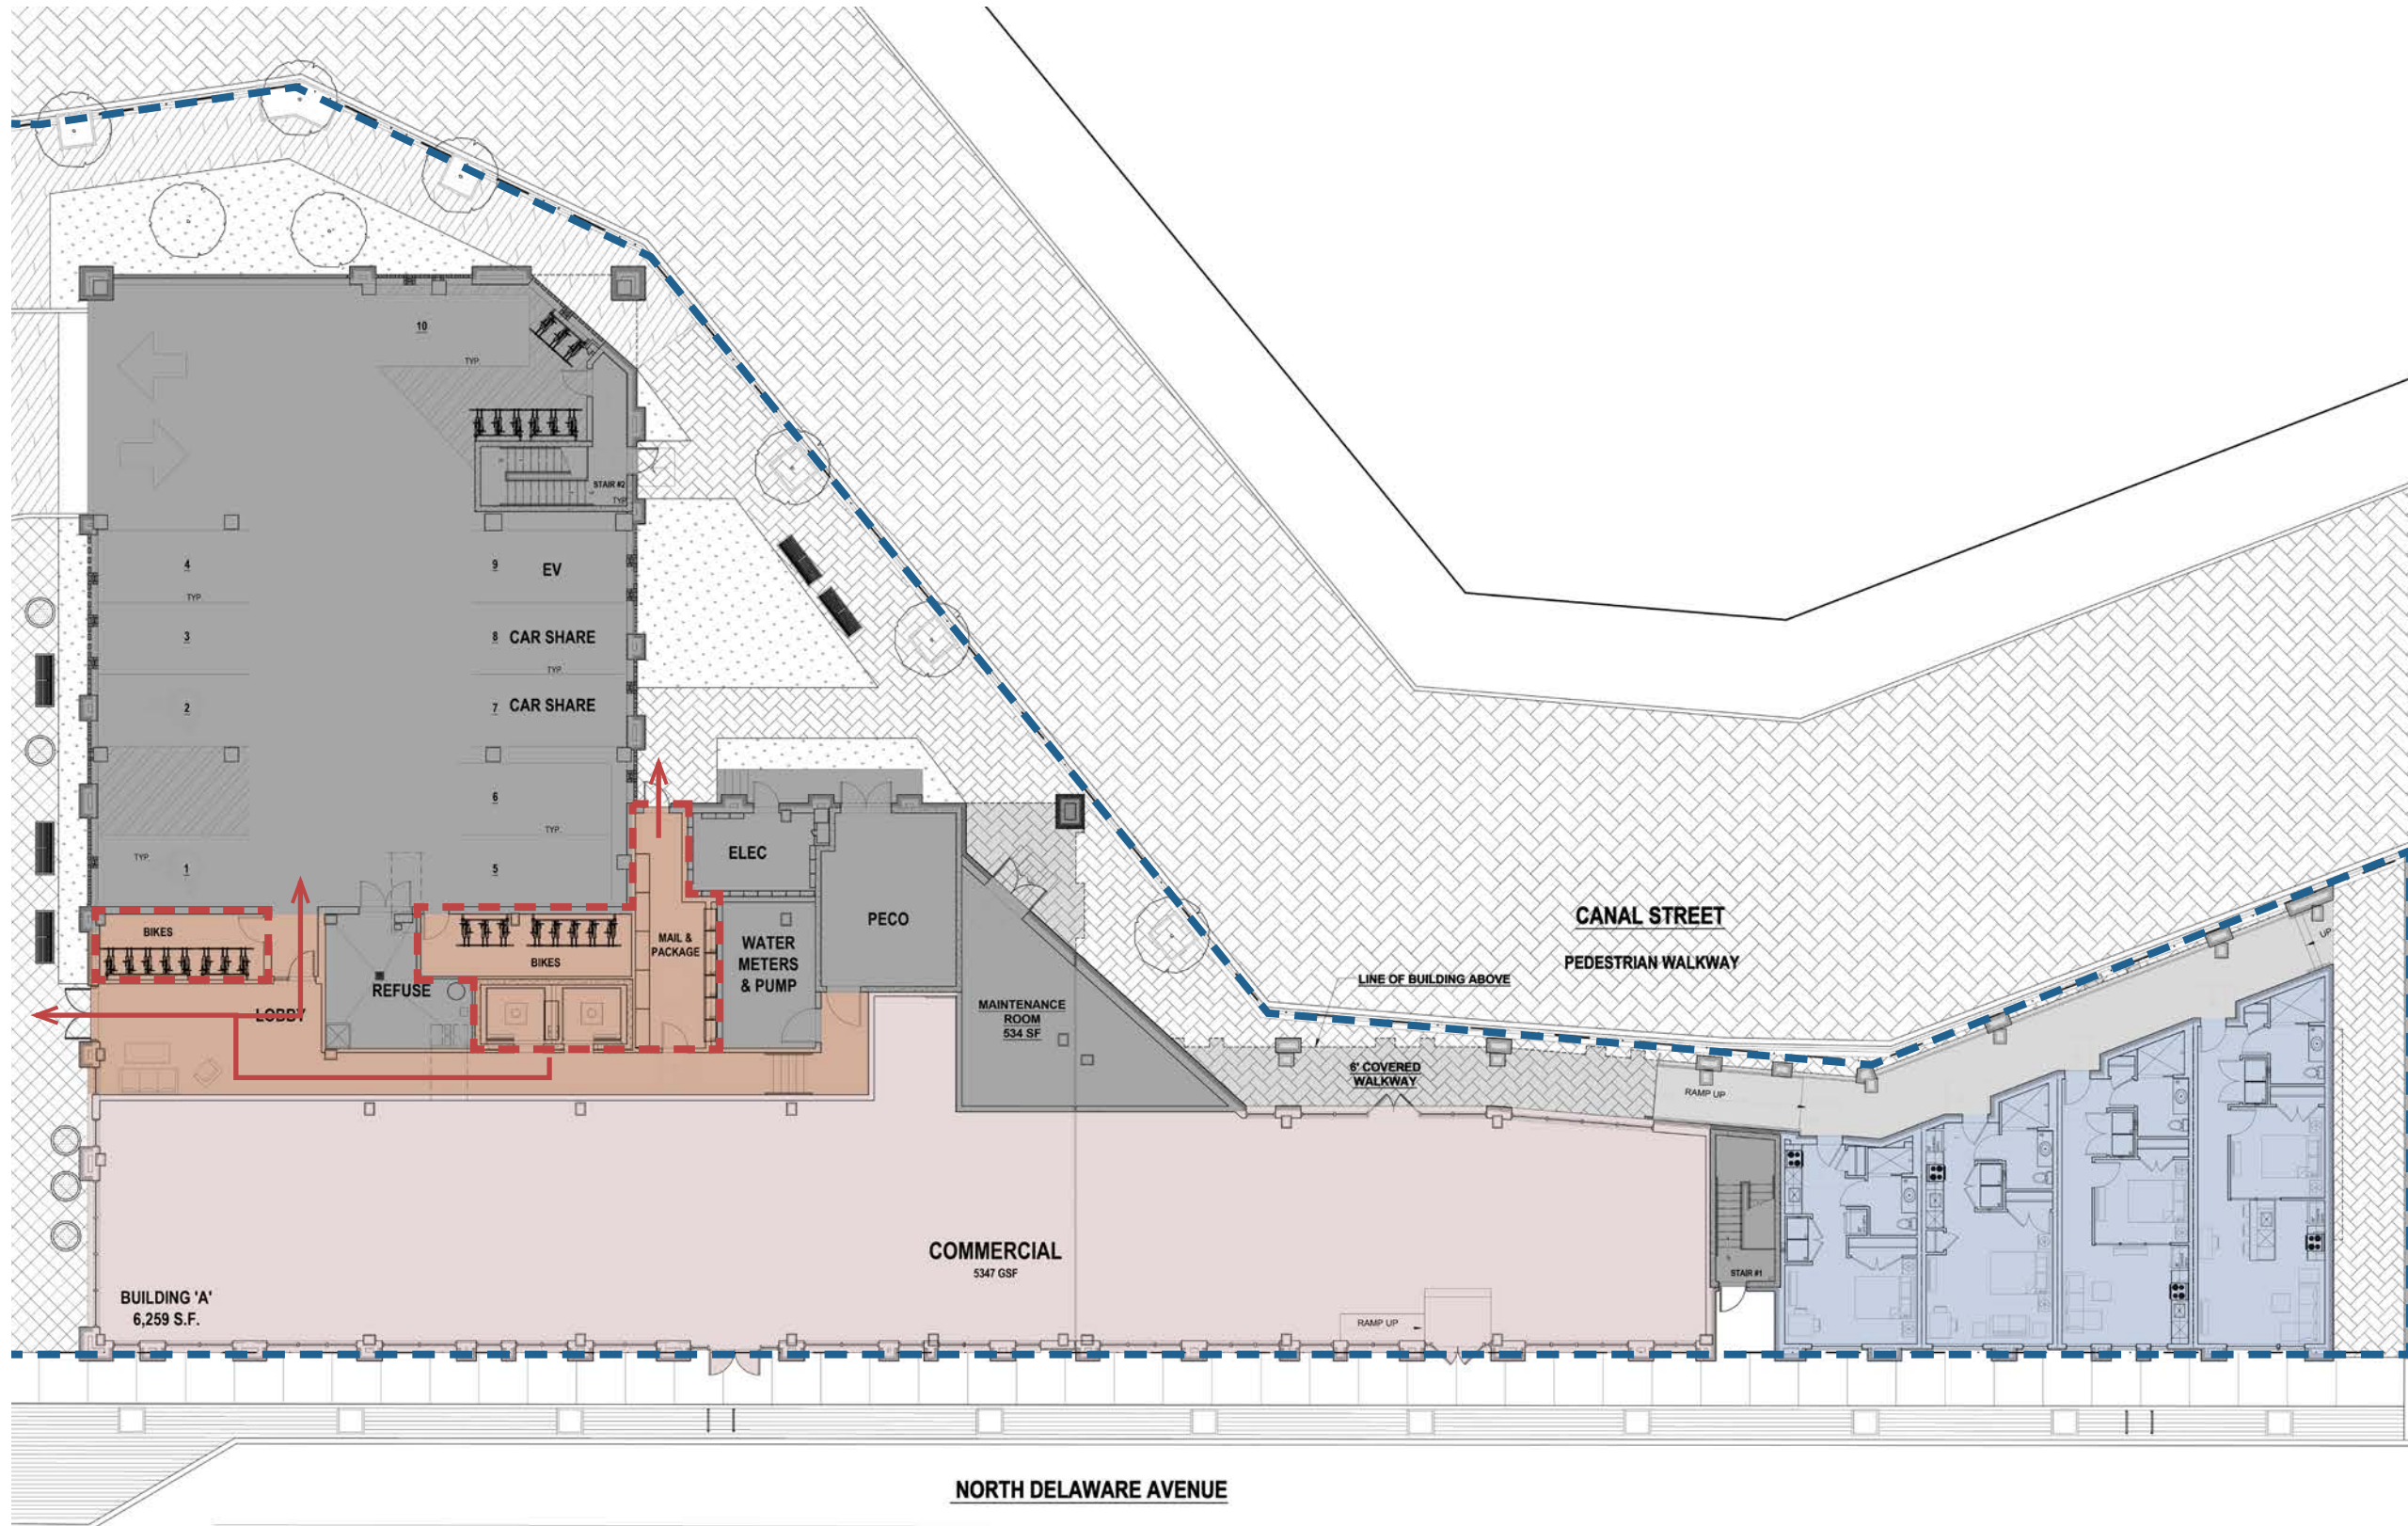 10
TYP.
STAIR #2
TYP.
4
TYP.
9 EV
3
8 CAR SHARE
TYP.
2
7 CAR SHARE
6
TYP.
TYP.
1
5
ELEC
BIKES
BIKES
MAIL &
PACKAGE
WATER
METERS
& PUMP
PECO
REFUSE
LOBBY
MAINTENANCE
ROOM
534 SF
CANAL STREET
PEDESTRIAN WALKWAY
LINE OF BUILDING ABOVE
UP
6' COVERED
WALKWAY
RAMP UP
COMMERCIAL
5347 GSF
STAIR #1
BUILDING 'A'
6,259 S.F.
RAMP UP
NORTH DELAWARE AVENUE